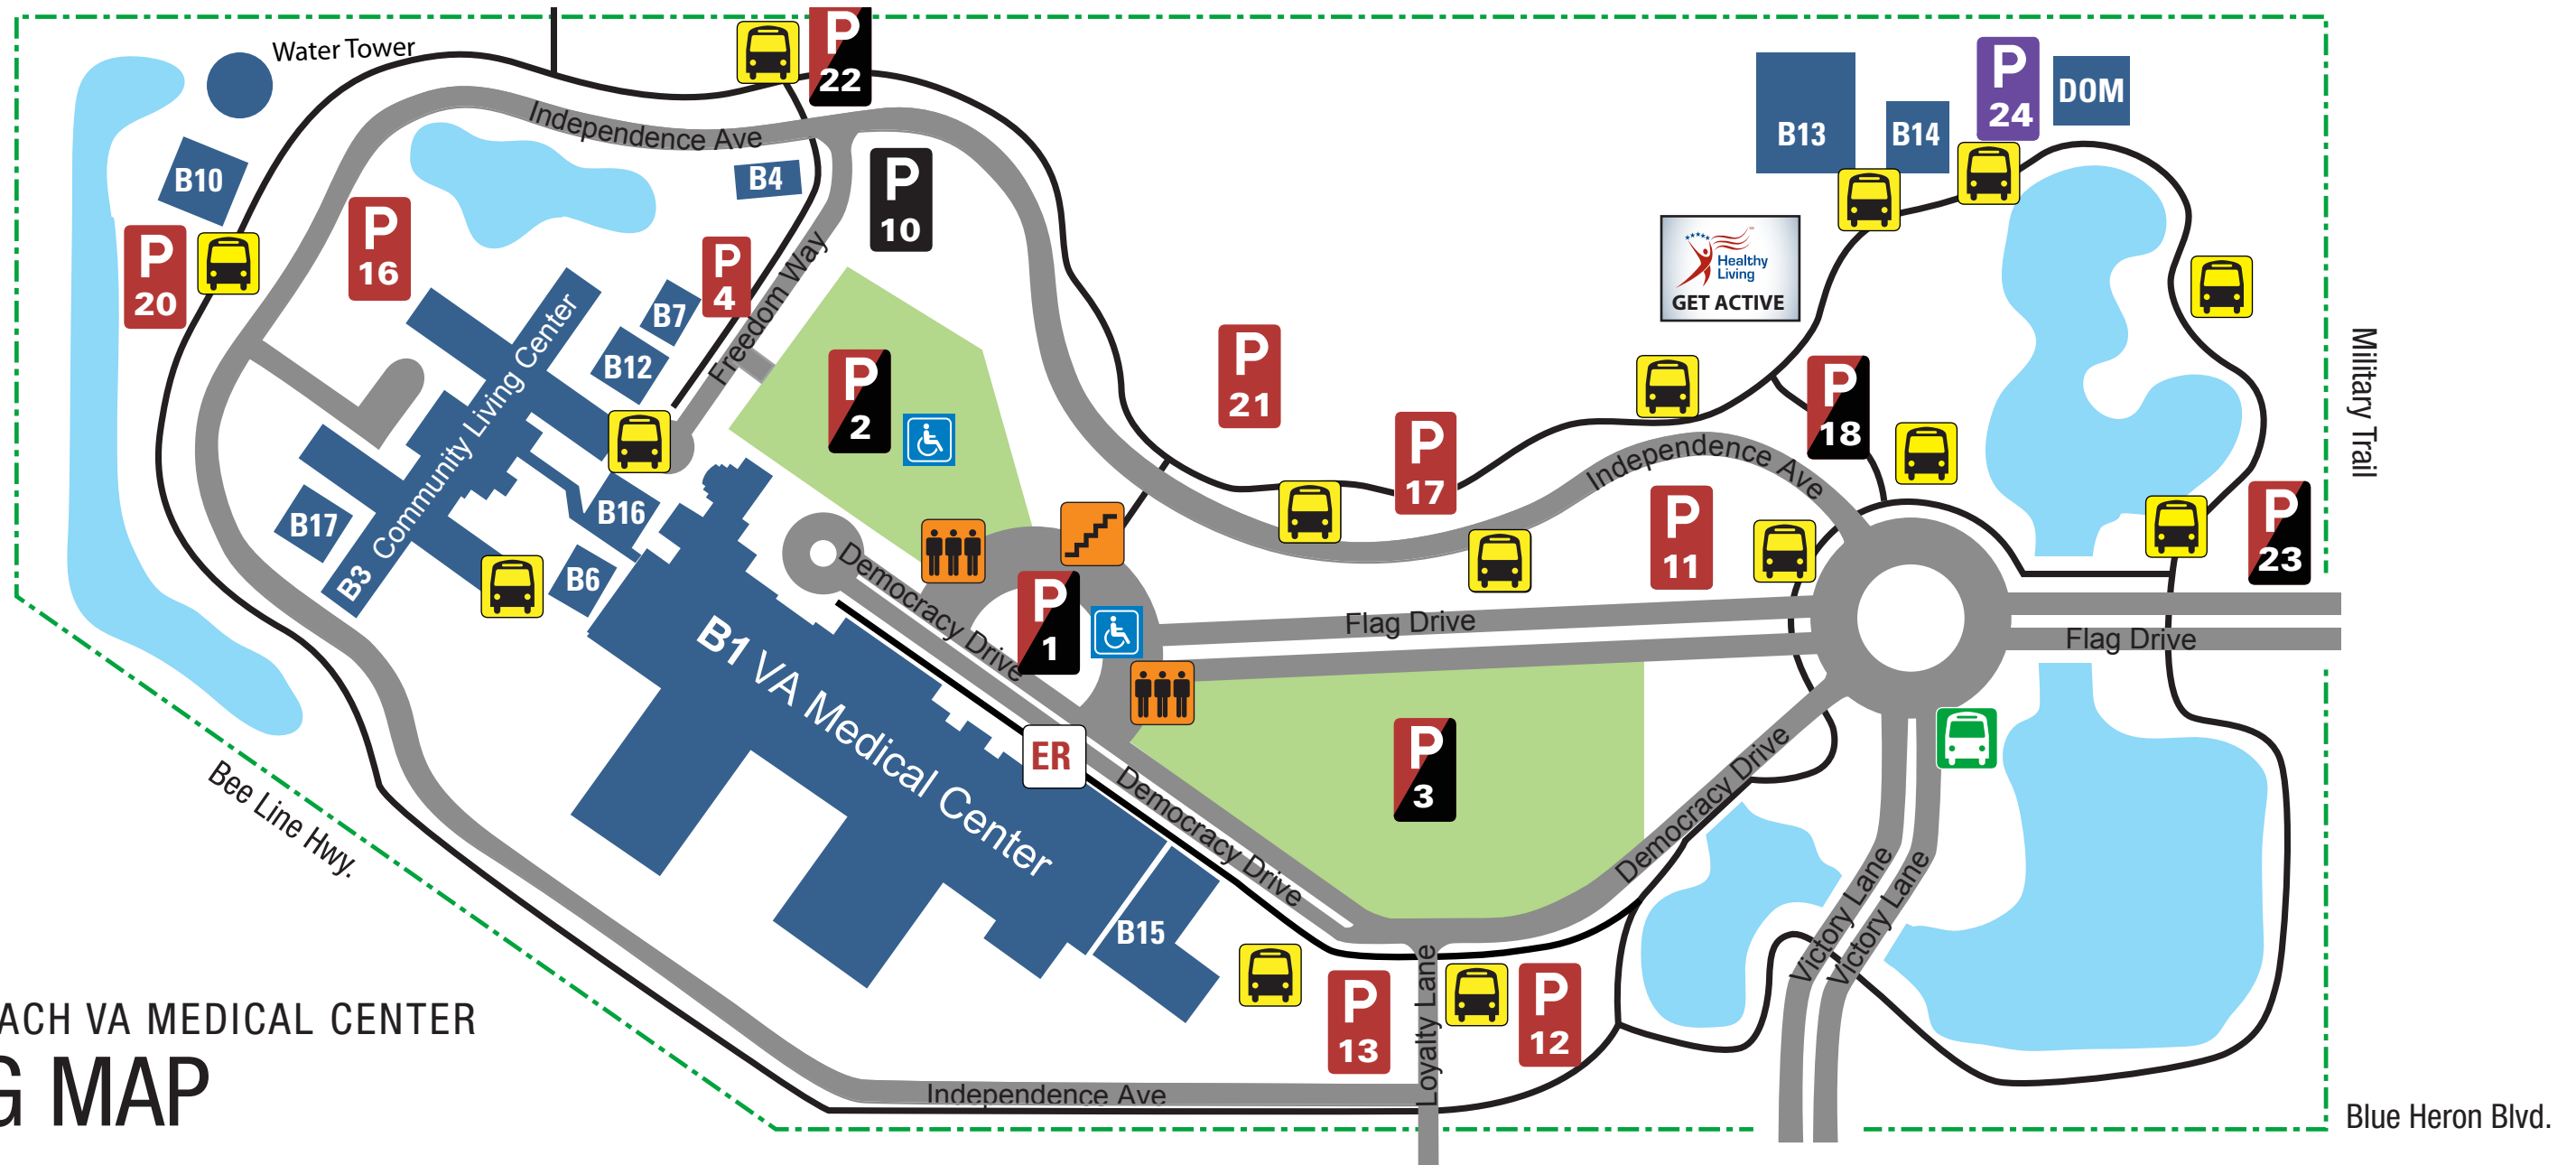 Water Tower
P
22
Independence Ave
B4
P
10
B13
B14
P
24
DOM
B10
P
20
P
16
P
4
Freedom Way
B7
B12
Healthy
Living
GET ACTIVE
P
2
P
21
P
17
P
18
Independence Ave
P
11
P
23
Military Trail
B3 Community Living Center
B17
B16
B6
Democracy Drive
P
1
Flag Drive
Flag Drive
B1 VA Medical Center
ER
P
3
Democracy Drive
Democracy Drive
Bee Line Hwy.
B15
Victory Lane
Victory Lane
P
13
Loyalty Lane
P
12
Independence Ave
ACH VA MEDICAL CENTER
G MAP
Blue Heron Blvd.